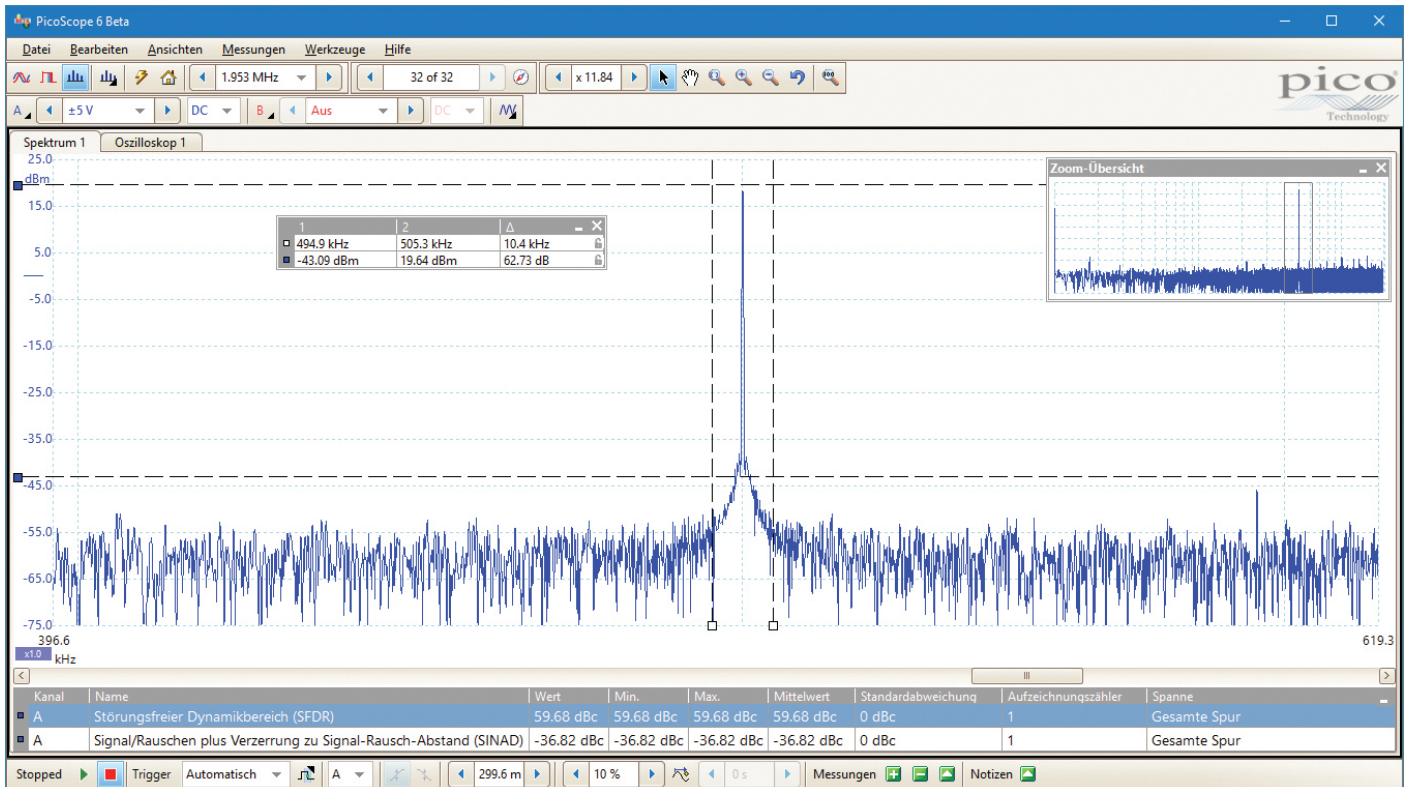 PicoScope 6 Beta
Datei Bearbeiten Ansichten Messungen Werkzeuge Hilfe
1.953 MHz 32 of 32 x 11.84
pico
Technology
A ±5 V DC B Aus DC
Spektrum 1 Oszilloskop 1
25.0
dBm
Zoom-Übersicht
15.0
1 2 Δ
494.9 kHz 505.3 kHz 10.4 kHz
-43.09 dBm 19.64 dBm 62.73 dB
5.0
-5.0
-15.0
-25.0
-35.0
-45.0
-55.0
-65.0
-75.0
396.6 619.3
x1.0 kHz
Kanal Name Wert Min. Max. Mittelwert Standardabweichung Aufzeichnungszähler Spanne
A Störungsfreier Dynamikbereich (SFDR) 59.68 dBc 59.68 dBc 59.68 dBc 59.68 dBc 0 dBc 1 Gesamte Spur
A Signal/Rauschen plus Verzerrung zu Signal-Rausch-Abstand (SINAD) -36.82 dBc -36.82 dBc -36.82 dBc -36.82 dBc 0 dBc 1 Gesamte Spur
Stopped Trigger Automatisch A 299.6 m 10 % 0 s Messungen Notizen